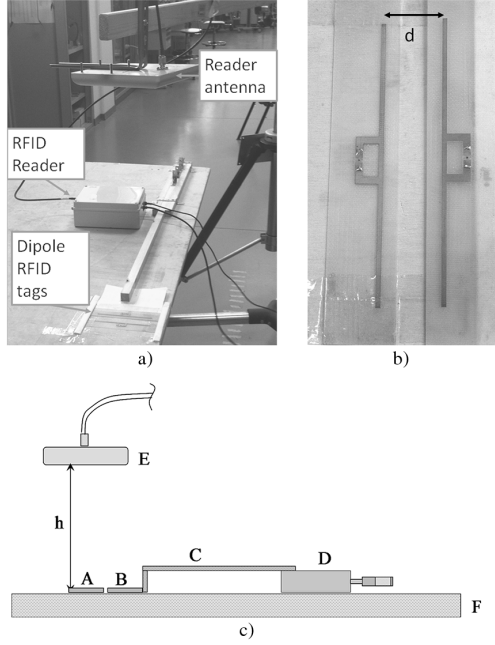 Reader
antenna
RFID
Reader
Dipole
RFID
tags
d
a)
b)
E
h
A
B
C
D
F
c)